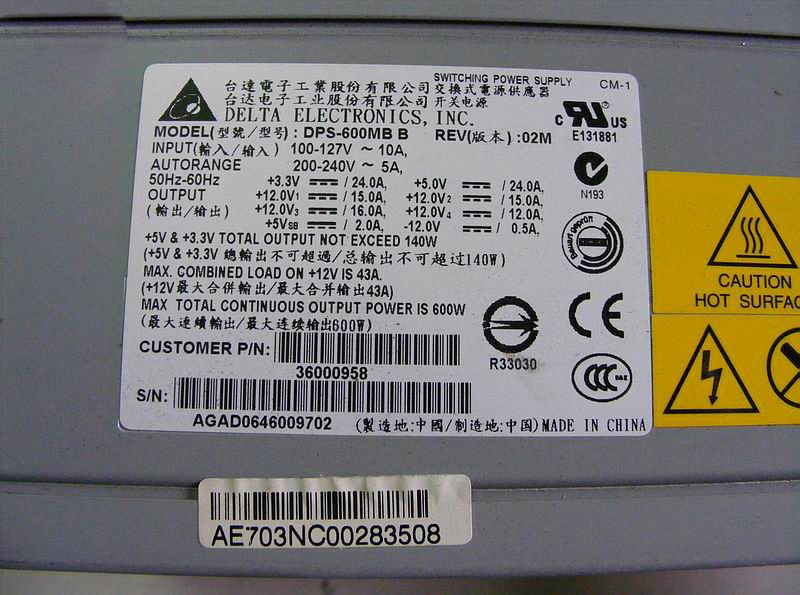 台達電子工業股份有限公司 SWITCHING POWER SUPPLY 交換式電源供應器 CM-1
台达电子工业股份有限公司 开关电源
DELTA ELECTRONICS, INC.
MODEL(型號/型号) : DPS-600MB B REV(版本) :02M
INPUT(輸入/输入) 100-127V ~ 10A,
AUTORANGE 200-240V ~ 5A,
50Hz-60Hz +3.3V / 24.0A, +5.0V / 24.0A,
OUTPUT +12.0V1 / 15.0A, +12.0V2 / 15.0A,
(輸出/输出) +12.0V3 / 16.0A, +12.0V4 / 12.0A,
+5VSB / 2.0A, -12.0V / 0.5A,
+5V & +3.3V TOTAL OUTPUT NOT EXCEED 140W
(+5V & +3.3V 總輸出不可超過/总输出不可超过140W)
MAX. COMBINED LOAD ON +12V IS 43A.
(+12V最大合併輸出/最大合并输出43A)
MAX TOTAL CONTINUOUS OUTPUT POWER IS 600W
(最大連續輸出/最大连续输出600W)
CUSTOMER P/N:
36000958
S/N:
AGAD0646009702 (製造地:中國/制造地:中国)MADE IN CHINA
c RU US
E131881
N193
geprüft
CE
R33030
CCC S&E
CAUTION
HOT SURFAC
AE703NC00283508